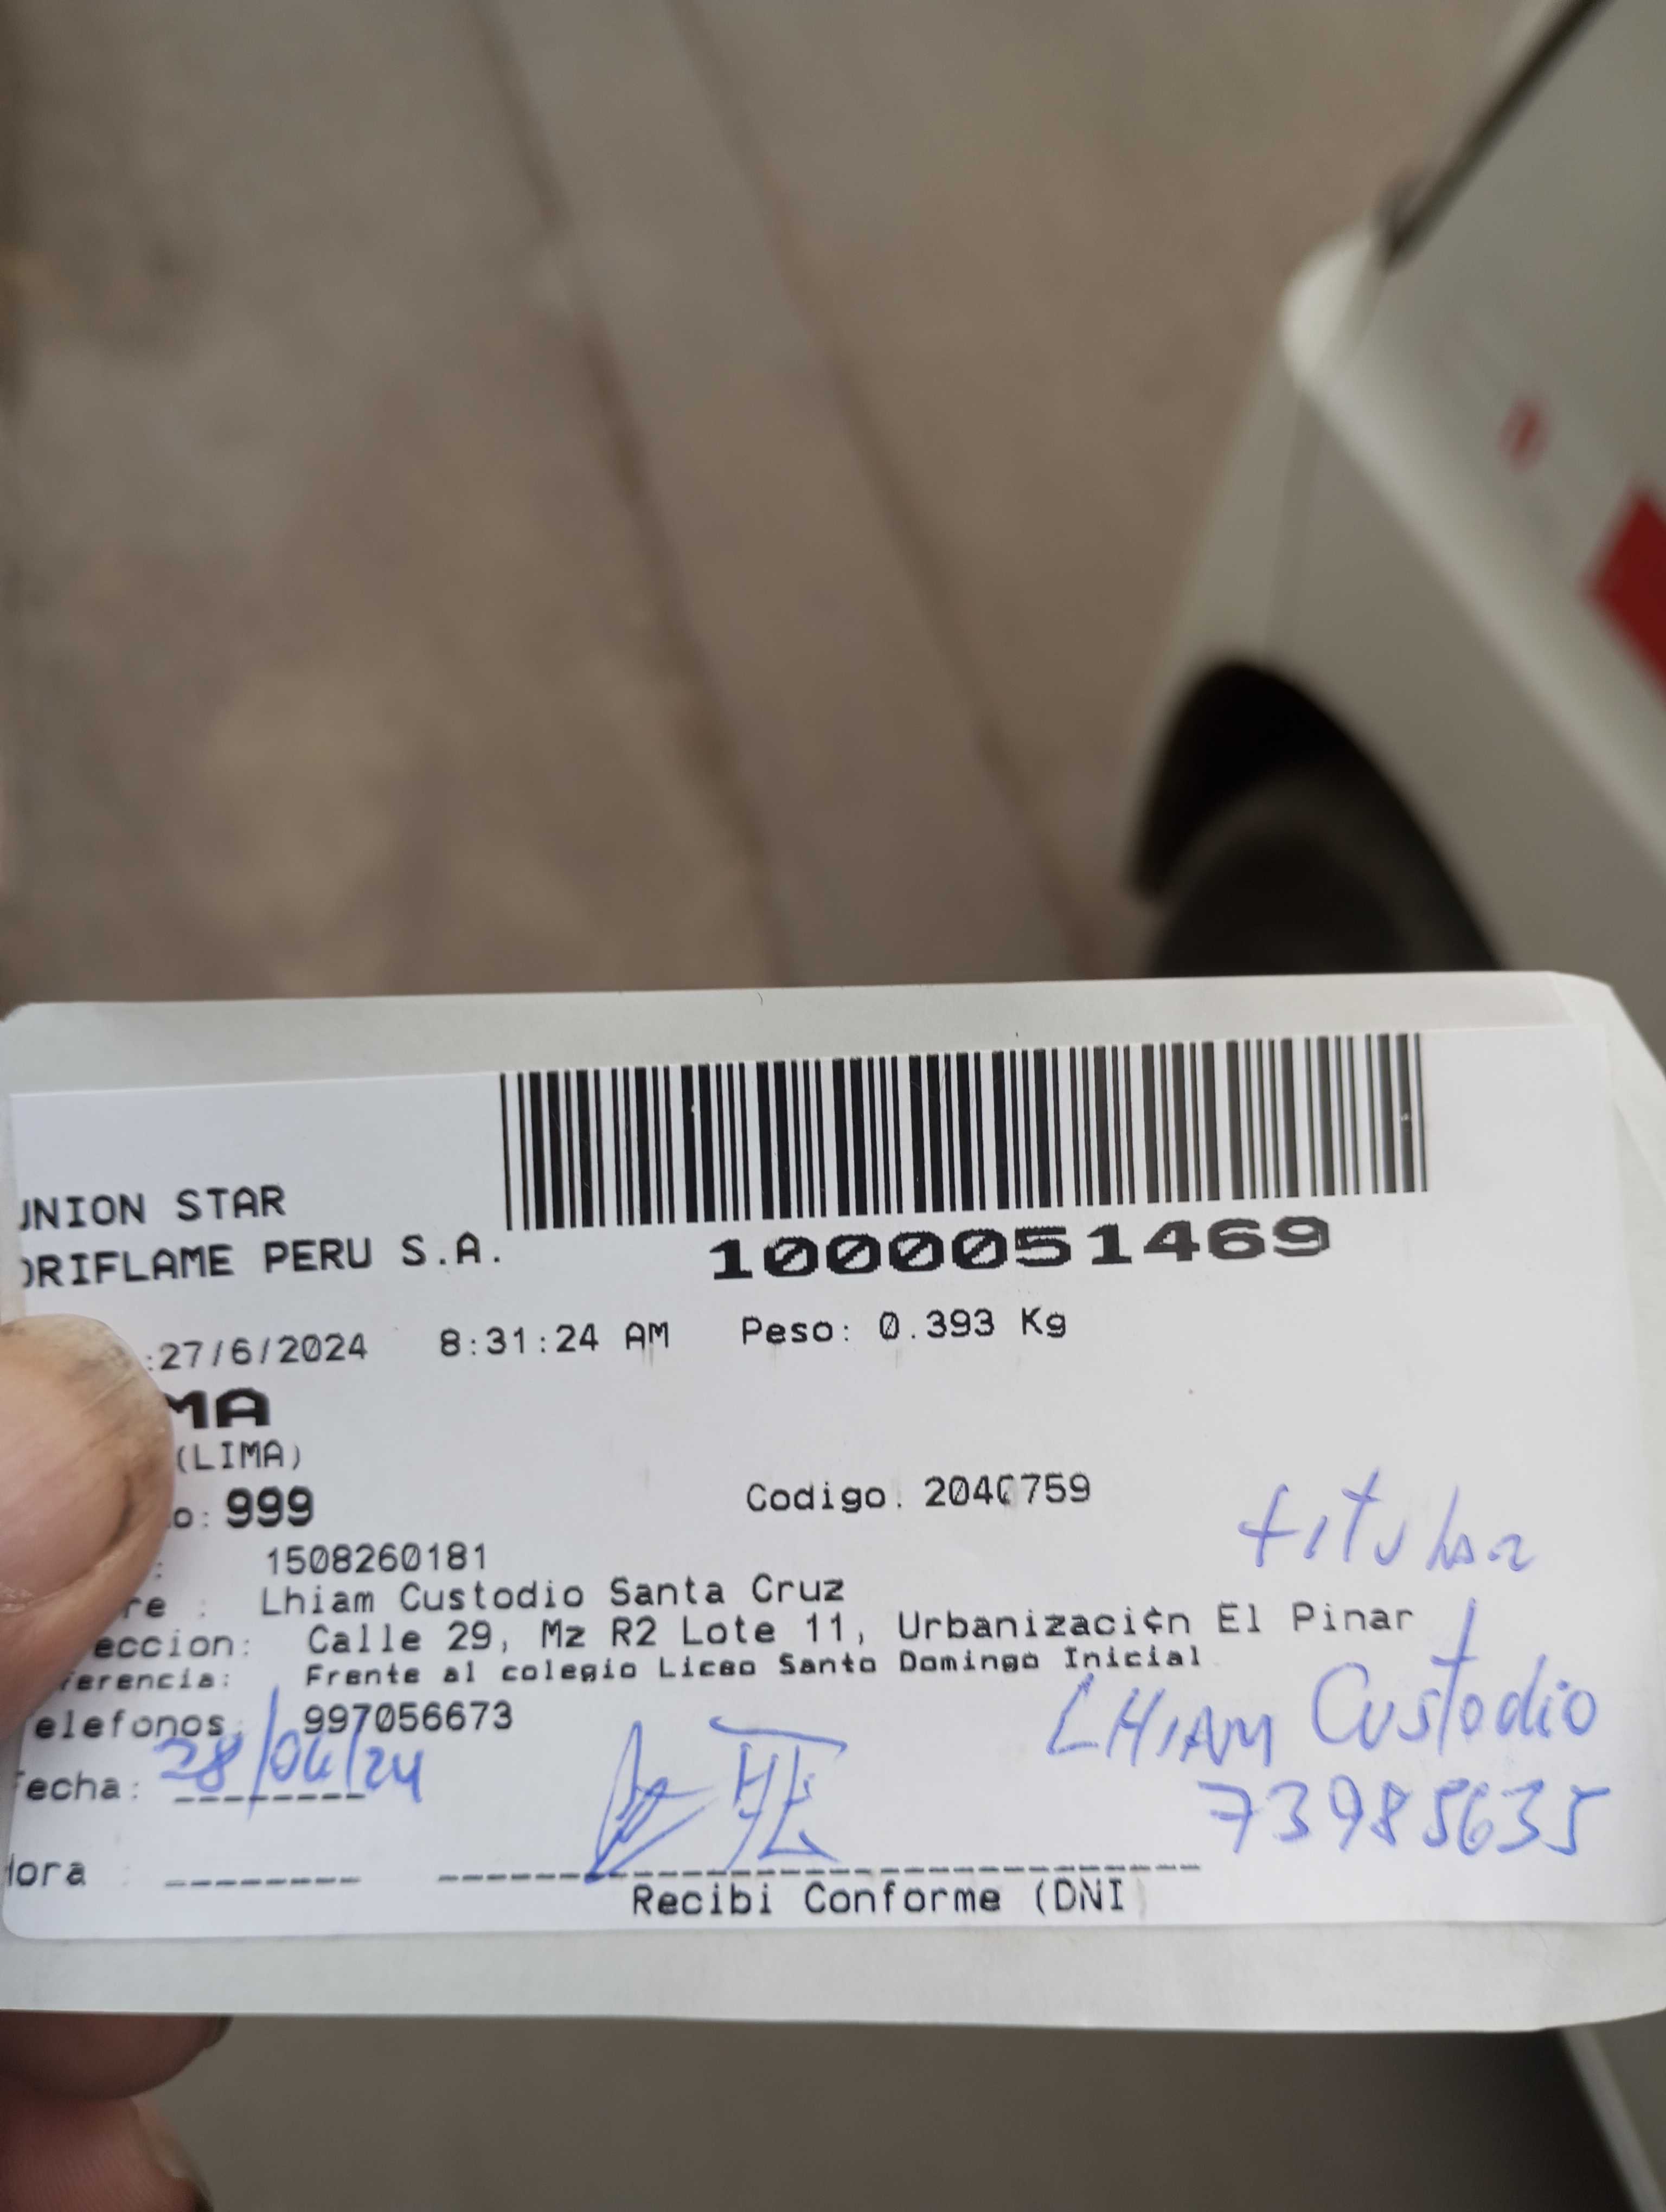 UNION STAR
ORIFLAME PERU S.A.
1000051469
:27/6/2024 8:31:24 AM Peso: 0.393 Kg
MA
(LIMA)
o: 999 Codigo. 2040759
titular
: 1508260181
re : Lhiam Custodio Santa Cruz
eccion: Calle 29, Mz R2 Lote 11, Urbanizaci¢n El Pinar
ferencia: Frente al colegio Liceo Santo Domingo Inicial
elefonos. 997056673
LHIAM Custodio
fecha: 28/06/24
73985635
Hora :
Recibi Conforme (DNI )